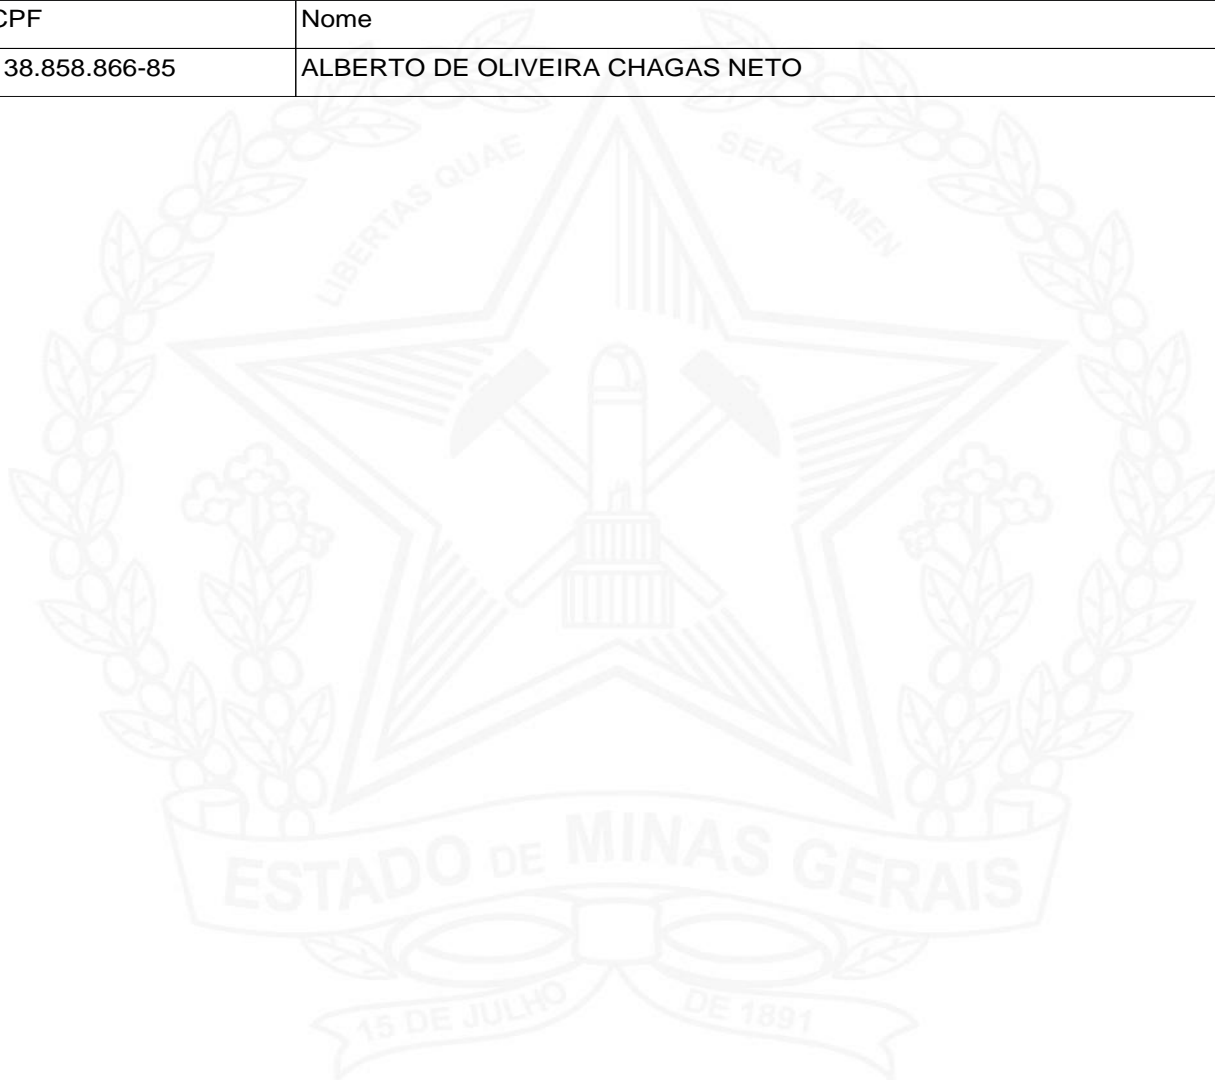 CPF Nome
38.858.866-85 ALBERTO DE OLIVEIRA CHAGAS NETO
LIBERTAS QUAE SERA TAMEN
ESTADO DE MINAS GERAIS
15 DE JULHO DE 1891